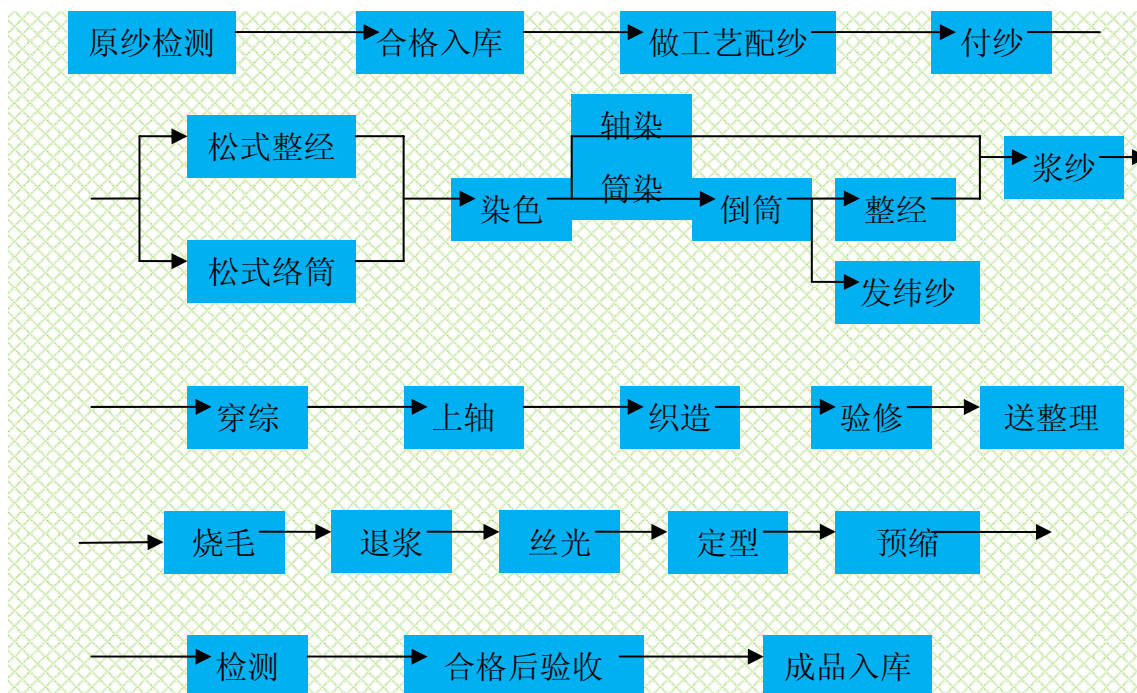 原纱检测
合格入库
做工艺配纱
付纱
松式整经
松式络筒
染色
轴染
筒染
倒筒
整经
发纬纱
浆纱
穿综
上轴
织造
验修
送整理
烧毛
退浆
丝光
定型
预缩
检测
合格后验收
成品入库